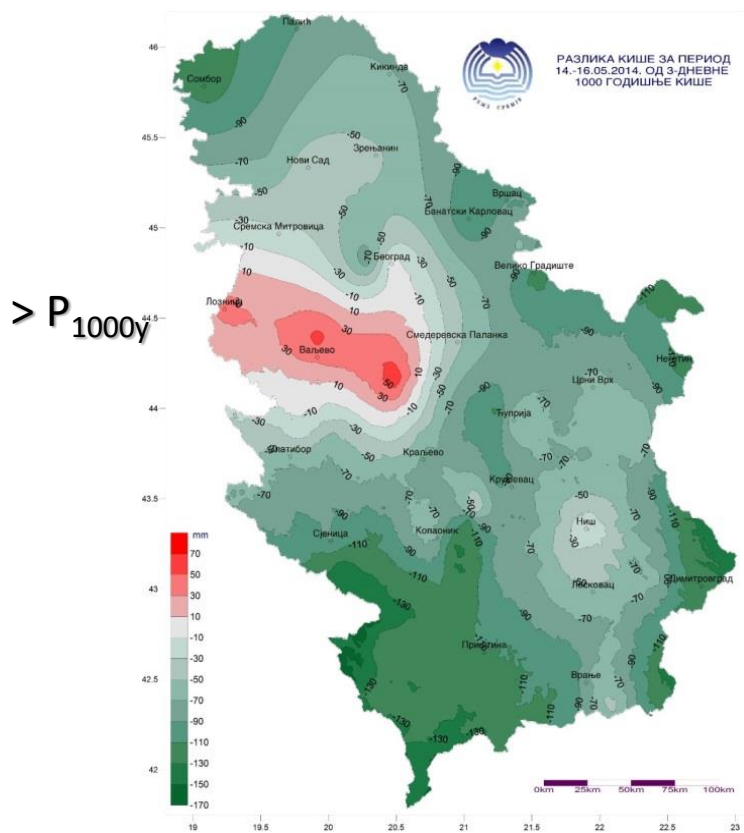 > P1000y
РАЗЛИКА КИШЕ ЗА ПЕРИОД
14.-16.05.2014. ОД 3-ДНЕВНЕ
1000 ГОДИШЊЕ КИШЕ
Палић
Кикинда
Сомбор
Зрењанин
Нови Сад
Вршац
Банатски Карловац
Сремска Митровица
Београд
Велико Градиште
Лозница
Смедеревска Паланка
Ваљево
Неготин
Црни Врх
Ћуприја
Златибор
Краљево
Крушевац
Ниш
Сјеница
Копаоник
Лесковац
Димитровград
Приштина
Врање
mm
70
50
30
10
-10
-30
-50
-70
-90
-110
-130
-150
-170
46
45.5
45
44.5
44
43.5
43
42.5
42
19 19.5 20 20.5 21 21.5 22 22.5 23
0km 25km 50km 75km 100km